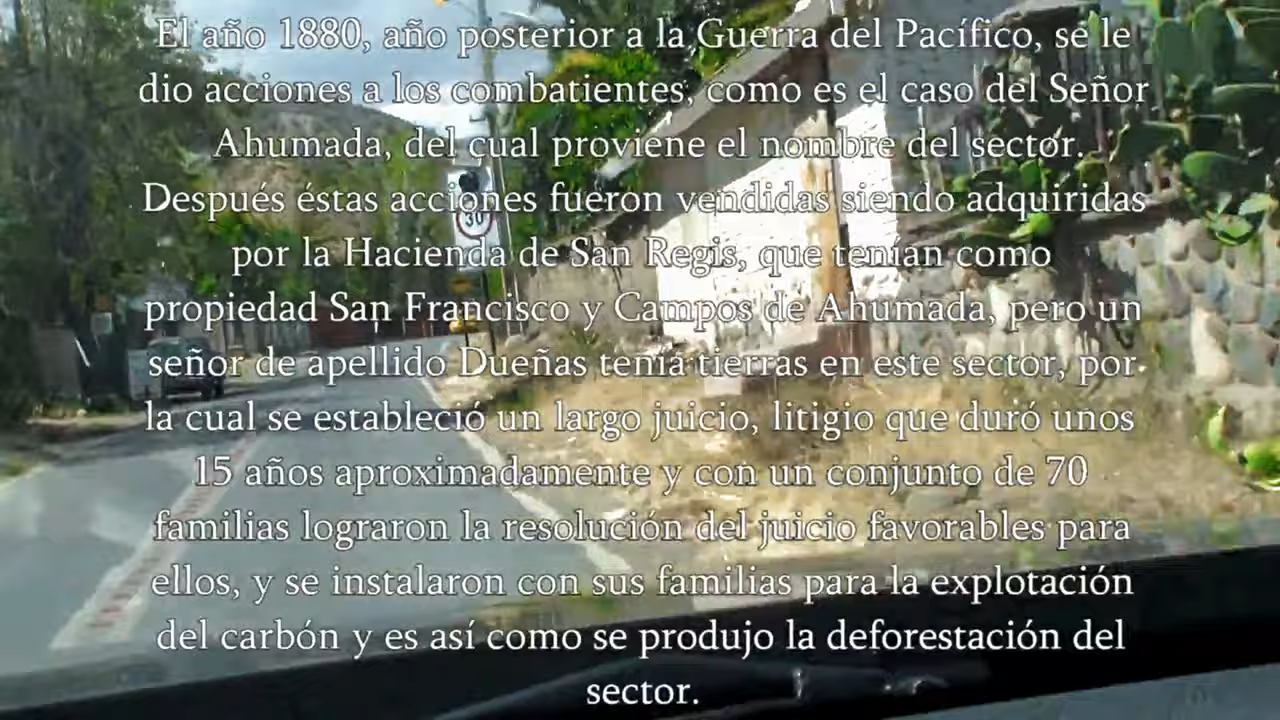 El año 1880, año posterior a la Guerra del Pacífico, se le
dio acciones a los combatientes, como es el caso del Señor
Ahumada, del cual proviene el nombre del sector.
Después éstas acciones fueron vendidas siendo adquiridas
por la Hacienda de San Regis, que tenían como
propiedad San Francisco y Campos de Ahumada, pero un
señor de apellido Dueñas tenía tierras en este sector, por
la cual se estableció un largo juicio, litigio que duró unos
15 años aproximadamente y con un conjunto de 70
familias lograron la resolución del juicio favorables para
ellos, y se instalaron con sus familias para la explotación
del carbón y es así como se produjo la deforestación del
sector.
30